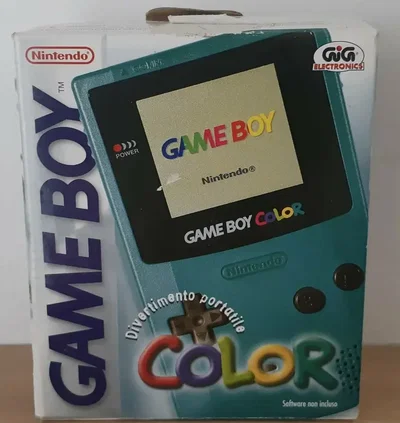 Nintendo
GiG
ELECTRONICS
GAME BOY
TM
POWER
GAME BOY
Nintendo®
GAME BOY COLOR
Nintendo
Divertimento portatile
COLOR
Software non incluso